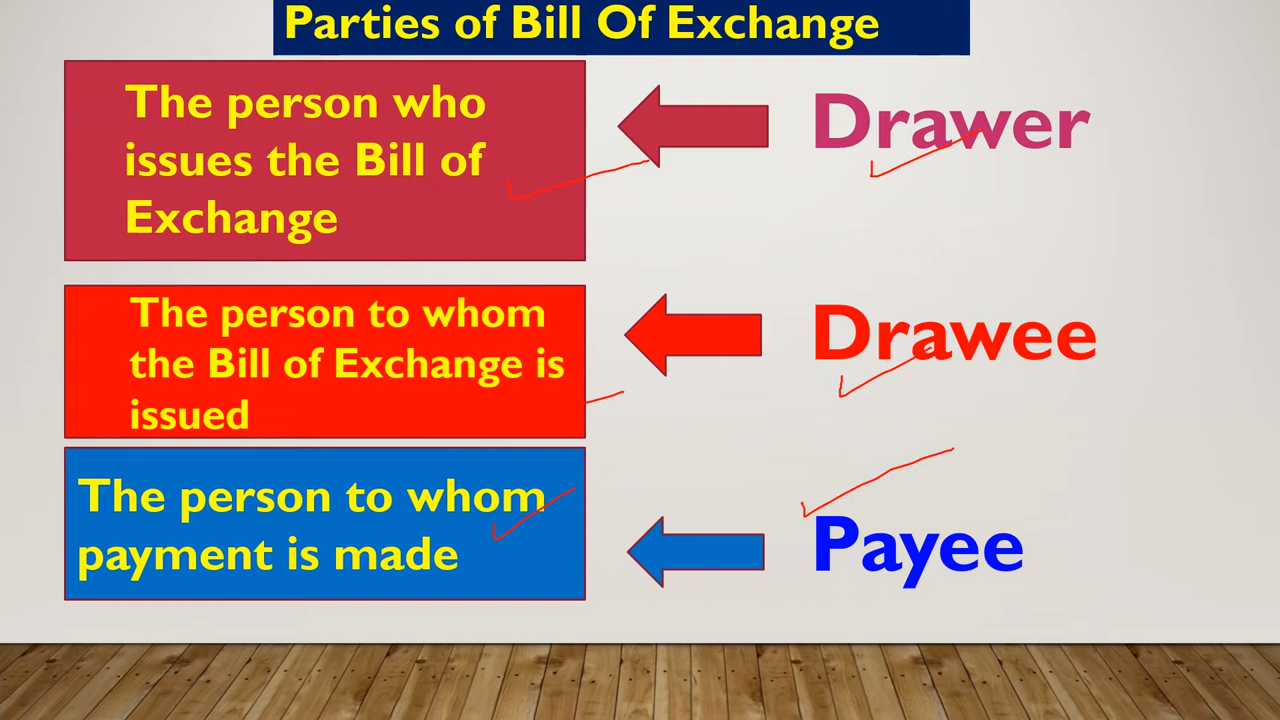 Parties of Bill Of Exchange
The person who
issues the Bill of
Exchange
Drawer
The person to whom
the Bill of Exchange is
issued
Drawee
The person to whom
payment is made
Payee